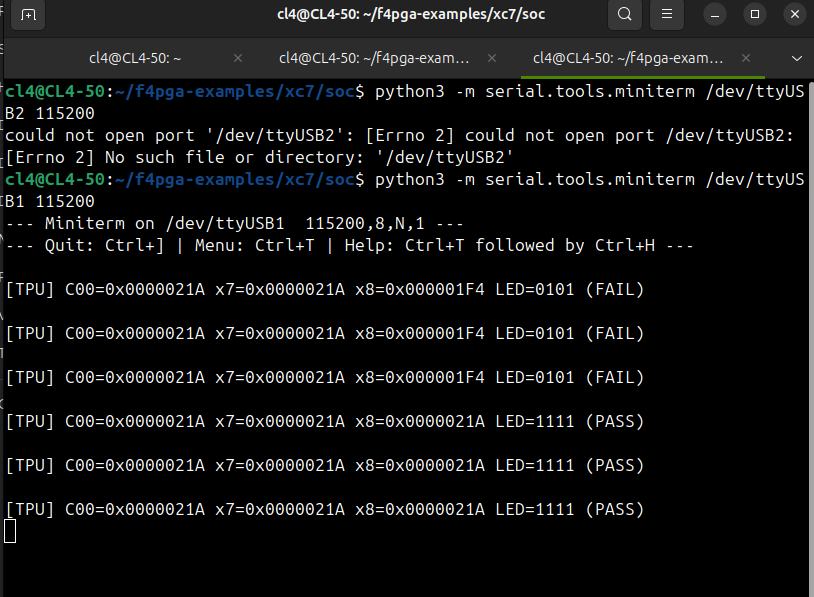 cl4@CL4-50: ~/f4pga-examples/xc7/soc
cl4@CL4-50: ~
cl4@CL4-50: ~/f4pga-exam…
cl4@CL4-50: ~/f4pga-exam…
cl4@CL4-50:~/f4pga-examples/xc7/soc$ python3 -m serial.tools.miniterm /dev/ttyUS
B2 115200
could not open port '/dev/ttyUSB2': [Errno 2] could not open port /dev/ttyUSB2:
[Errno 2] No such file or directory: '/dev/ttyUSB2'
cl4@CL4-50:~/f4pga-examples/xc7/soc$ python3 -m serial.tools.miniterm /dev/ttyUS
B1 115200
--- Miniterm on /dev/ttyUSB1  115200,8,N,1 ---
--- Quit: Ctrl+] | Menu: Ctrl+T | Help: Ctrl+T followed by Ctrl+H ---
[TPU] C00=0x0000021A x7=0x0000021A x8=0x000001F4 LED=0101 (FAIL)
[TPU] C00=0x0000021A x7=0x0000021A x8=0x000001F4 LED=0101 (FAIL)
[TPU] C00=0x0000021A x7=0x0000021A x8=0x000001F4 LED=0101 (FAIL)
[TPU] C00=0x0000021A x7=0x0000021A x8=0x0000021A LED=1111 (PASS)
[TPU] C00=0x0000021A x7=0x0000021A x8=0x0000021A LED=1111 (PASS)
[TPU] C00=0x0000021A x7=0x0000021A x8=0x0000021A LED=1111 (PASS)